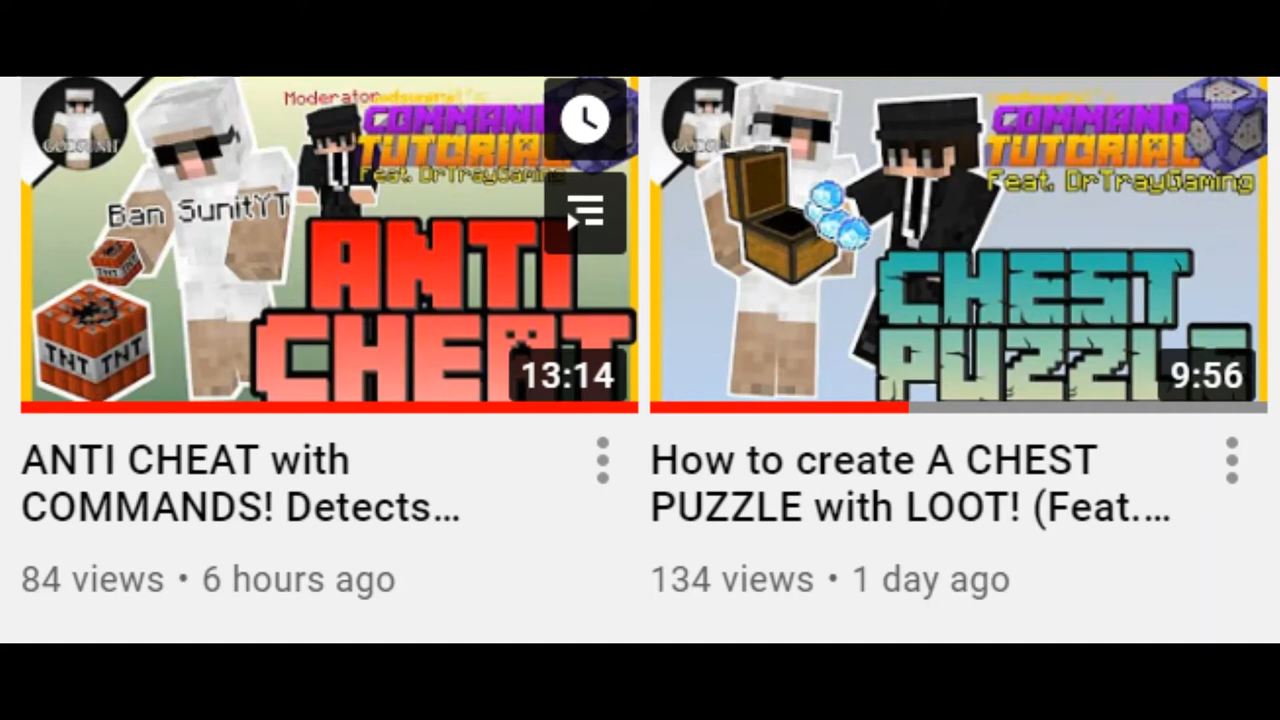 Moderator
COMMAND
TUTORIAL
Feat. DrTrayGaming
Ban SunitYT
ANTI
CHEAT
TNT TNT
13:14
COMMAND
TUTORIAL
Feat. DrTrayGaming
CHEST
9:56
ANTI CHEAT with
COMMANDS! Detects...
84 views • 6 hours ago
How to create A CHEST
PUZZLE with LOOT! (Feat....
134 views • 1 day ago